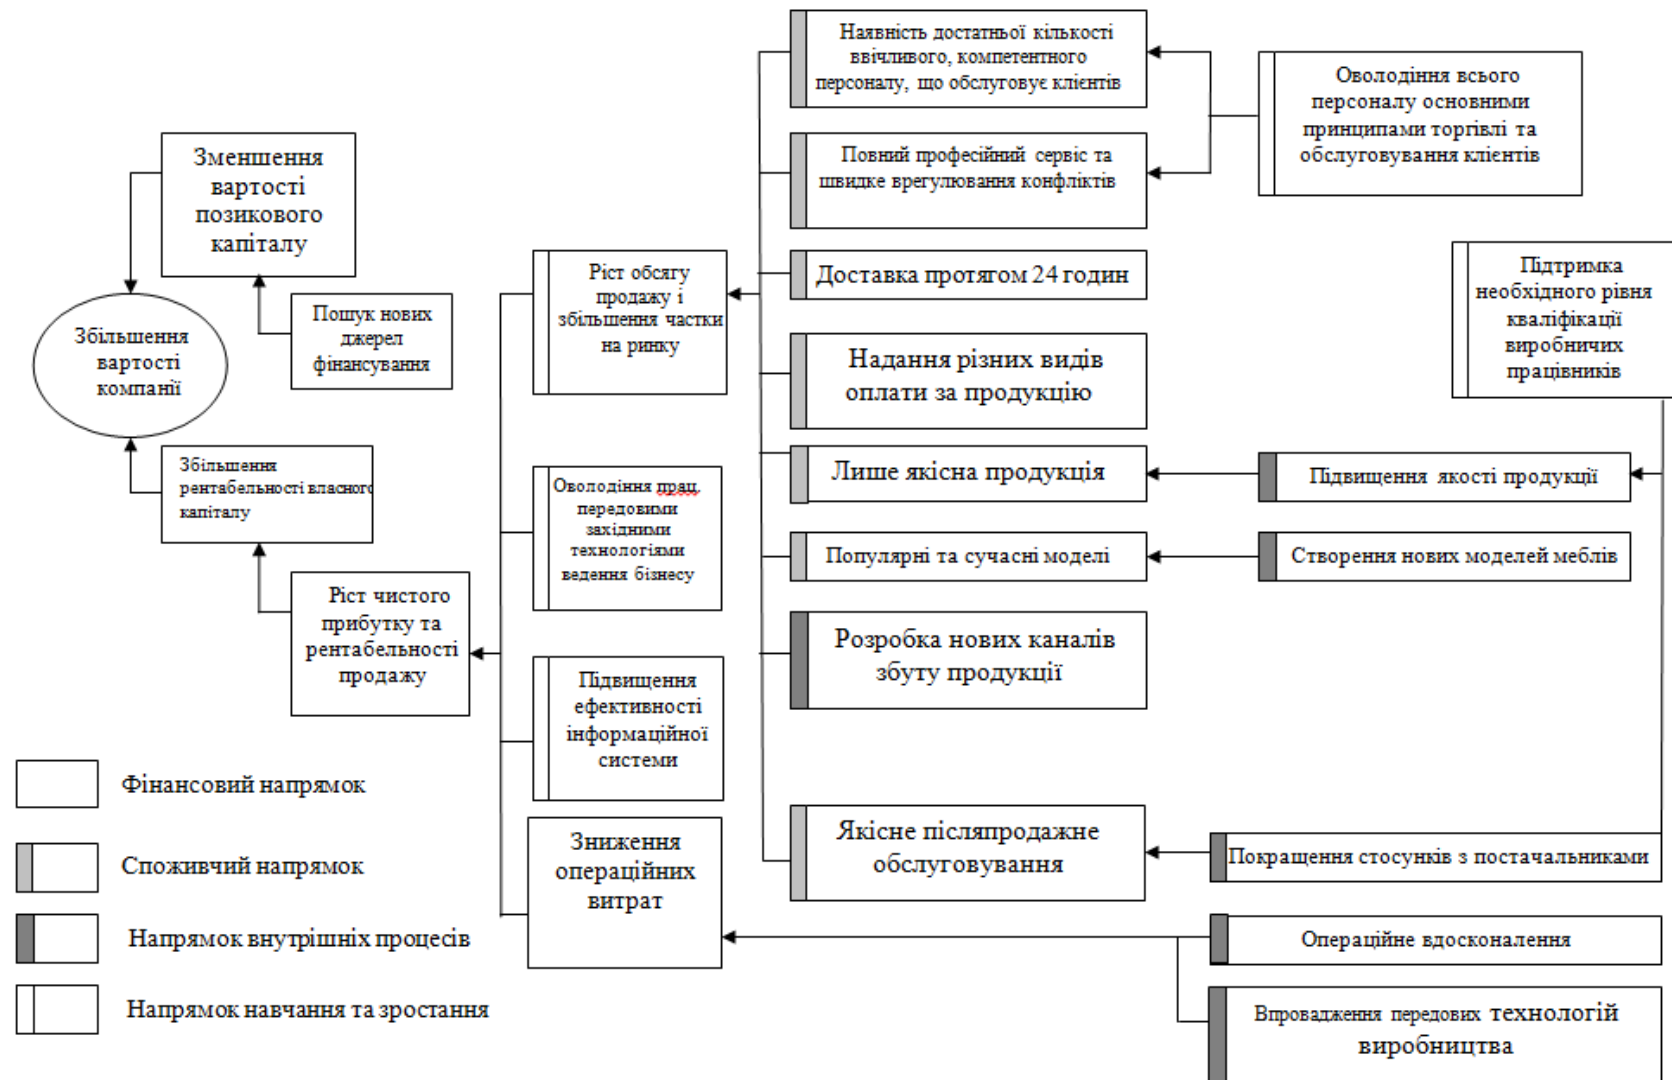 Наявність достатньої кількості
ввічливого, компетентного
персоналу, що обслуговує клієнтів
Оволодіння всього
персоналу основними
принципами торгівлі та
обслуговування клієнтів
Зменшення
вартості
позикового
капіталу
Повний професійний сервіс та
швидке врегулювання конфліктів
Ріст обсягу
продажу і
збільшення частки
на ринку
Доставка протягом 24 годин
Підтримка
необхідного рівня
кваліфікації
виробничих
працівників
Пошук нових
джерел
фінансування
Збільшення
вартості
компанії
Надання різних видів
оплати за продукцію
Збільшення
рентабельності власного
капіталу
Оволодіння прац.
передовими
західними
технологіями
ведення бізнесу
Лише якісна продукція
Підвищення якості продукції
Популярні та сучасні моделі
Створення нових моделей меблів
Ріст чистого
прибутку та
рентабельності
продажу
Розробка нових каналів
збуту продукції
Підвищення
ефективності
інформаційної
системи
Фінансовий напрямок
Зниження
операційних
витрат
Якісне післяпродажне
обслуговування
Покращення стосунків з постачальниками
Споживчий напрямок
Напрямок внутрішніх процесів
Операційне вдосконалення
Напрямок навчання та зростання
Впровадження передових технологій
виробництва